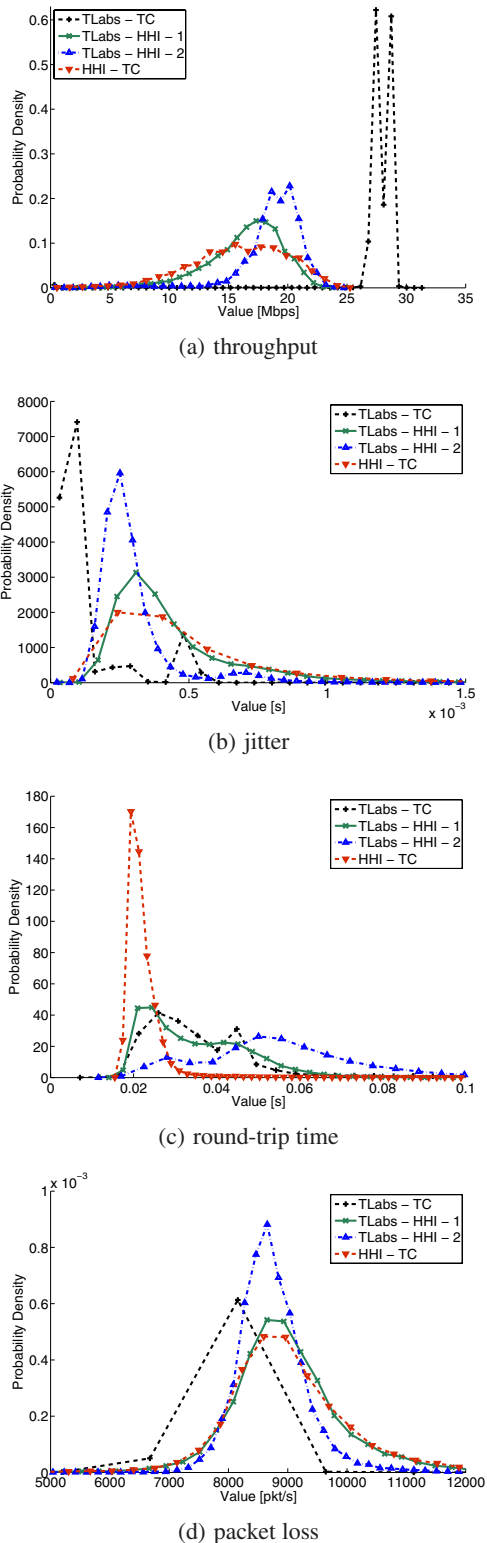 TLabs − TC
TLabs − HHI − 1
TLabs − HHI − 2
HHI − TC
Probability Density
0.6
0.5
0.4
0.3
0.2
0.1
0
0 5 10 15 20 25 30 35
Value [Mbps]
(a) throughput
TLabs − TC
TLabs − HHI − 1
TLabs − HHI − 2
HHI − TC
Probability Density
8000
7000
6000
5000
4000
3000
2000
1000
0
0 0.5 1 1.5
Value [s]
x 10−3
(b) jitter
TLabs − TC
TLabs − HHI − 1
TLabs − HHI − 2
HHI − TC
Probability Density
180
160
140
120
100
80
60
40
20
0
0 0.02 0.04 0.06 0.08 0.1
Value [s]
(c) round-trip time
x 10−3
TLabs − TC
TLabs − HHI − 1
TLabs − HHI − 2
HHI − TC
Probability Density
1
0.8
0.6
0.4
0.2
0
5000 6000 7000 8000 9000 10000 11000 12000
Value [pkt/s]
(d) packet loss